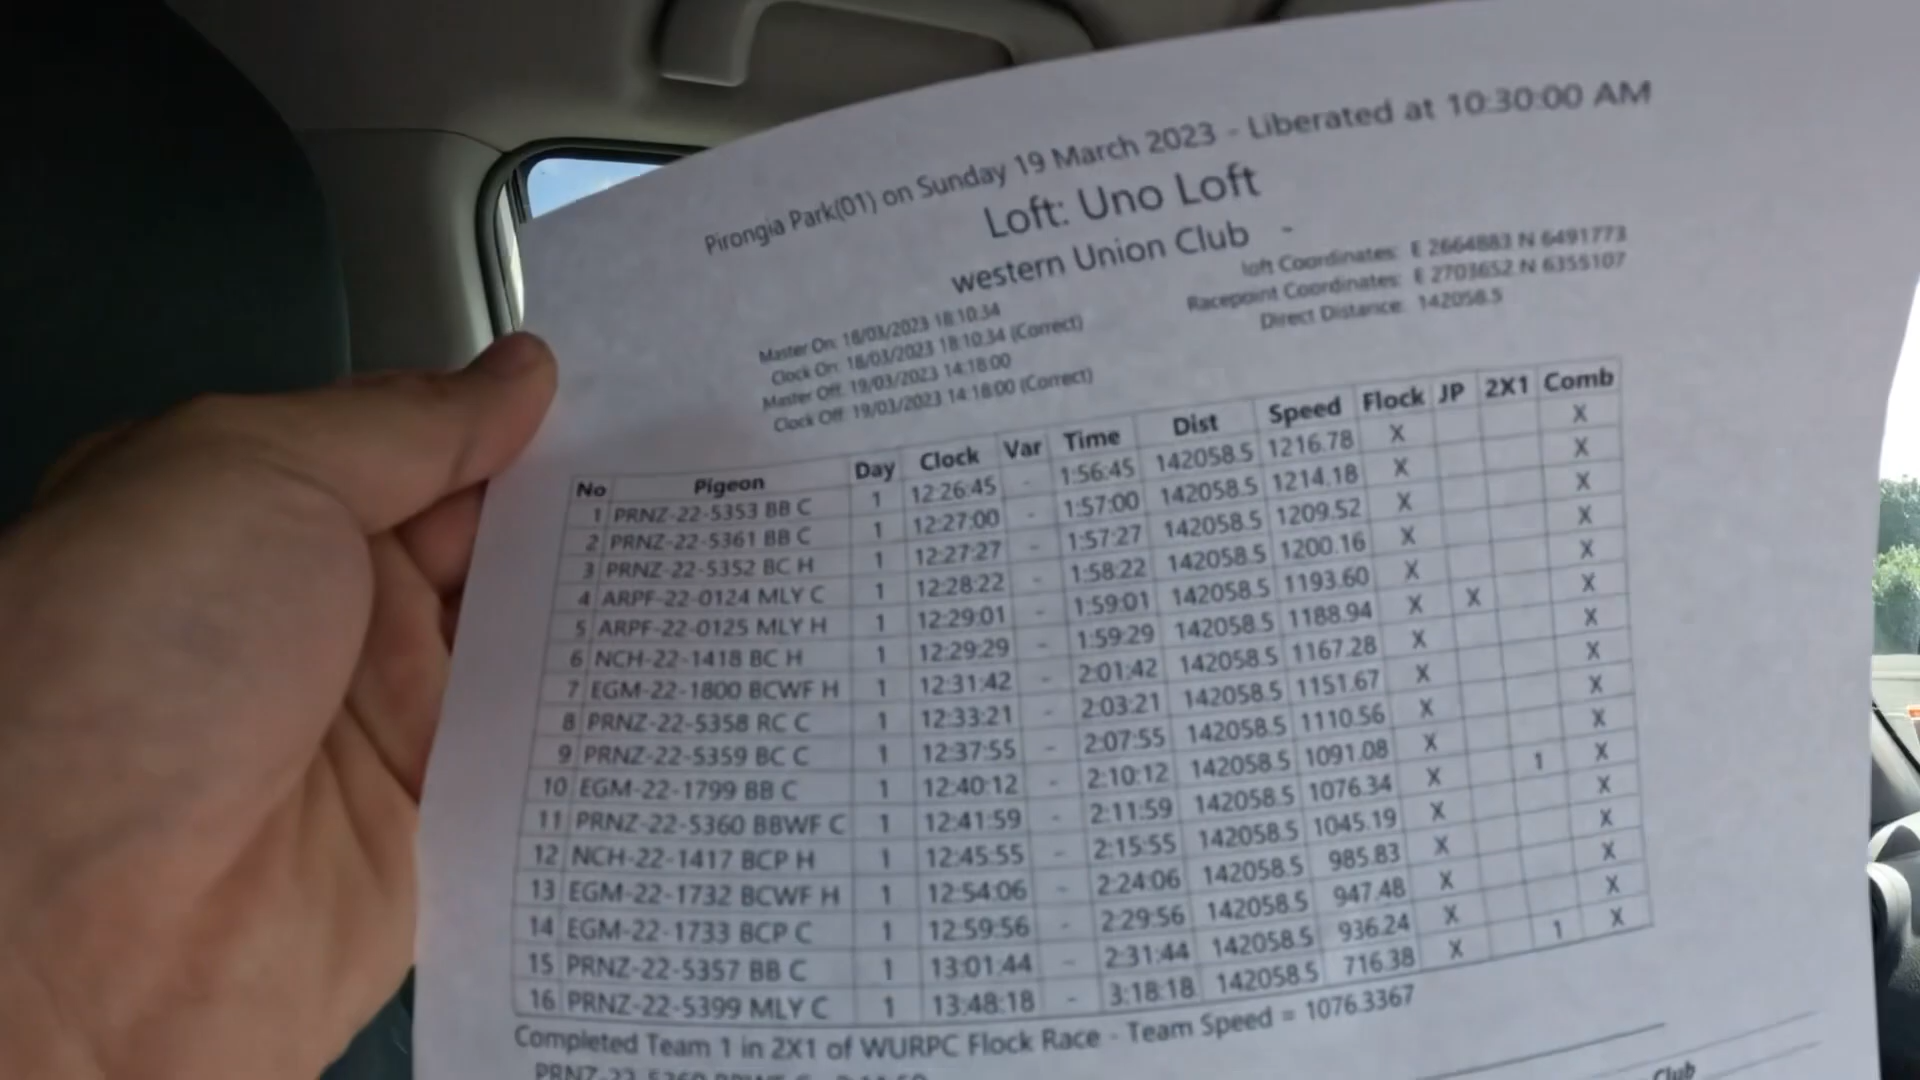 Pirongia Park(01) on Sunday 19 March 2023 - Liberated at 10:30:00 AM
Loft: Uno Loft
western Union Club -
Master On: 18/03/2023 18:10:34
Clock On: 18/03/2023 18:10:34 (Correct)
Master Off: 19/03/2023 14:18:00
Clock Off: 19/03/2023 14:18:00 (Correct)
loft Coordinates: E 2664883 N 6491773
Racepoint Coordinates: E 2703652 N 6355107
Direct Distance: 142058.5
No Pigeon Day Clock Var Time Dist Speed Flock JP 2X1 Comb
1 PRNZ-22-5353 BB C 1 12:26:45 - 1:56:45 142058.5 1216.78 X X
2 PRNZ-22-5361 BB C 1 12:27:00 - 1:57:00 142058.5 1214.18 X X
3 PRNZ-22-5352 BC H 1 12:27:27 - 1:57:27 142058.5 1209.52 X X
4 ARPF-22-0124 MLY C 1 12:28:22 - 1:58:22 142058.5 1200.16 X X
5 ARPF-22-0125 MLY H 1 12:29:01 - 1:59:01 142058.5 1193.60 X X
6 NCH-22-1418 BC H 1 12:29:29 - 1:59:29 142058.5 1188.94 X X X
7 EGM-22-1800 BCWF H 1 12:31:42 - 2:01:42 142058.5 1167.28 X X
8 PRNZ-22-5358 RC C 1 12:33:21 - 2:03:21 142058.5 1151.67 X X
9 PRNZ-22-5359 BC C 1 12:37:55 - 2:07:55 142058.5 1110.56 X X
10 EGM-22-1799 BB C 1 12:40:12 - 2:10:12 142058.5 1091.08 X X
11 PRNZ-22-5360 BBWF C 1 12:41:59 - 2:11:59 142058.5 1076.34 X 1 X
12 NCH-22-1417 BCP H 1 12:45:55 - 2:15:55 142058.5 1045.19 X X
13 EGM-22-1732 BCWF H 1 12:54:06 - 2:24:06 142058.5 985.83 X X
14 EGM-22-1733 BCP C 1 12:59:56 - 2:29:56 142058.5 947.48 X X
15 PRNZ-22-5357 BB C 1 13:01:44 - 2:31:44 142058.5 936.24 X X
16 PRNZ-22-5399 MLY C 1 13:48:18 - 3:18:18 142058.5 716.38 X 1 X
Completed Team 1 in 2X1 of WURPC Flock Race - Team Speed = 1076.3367
Club